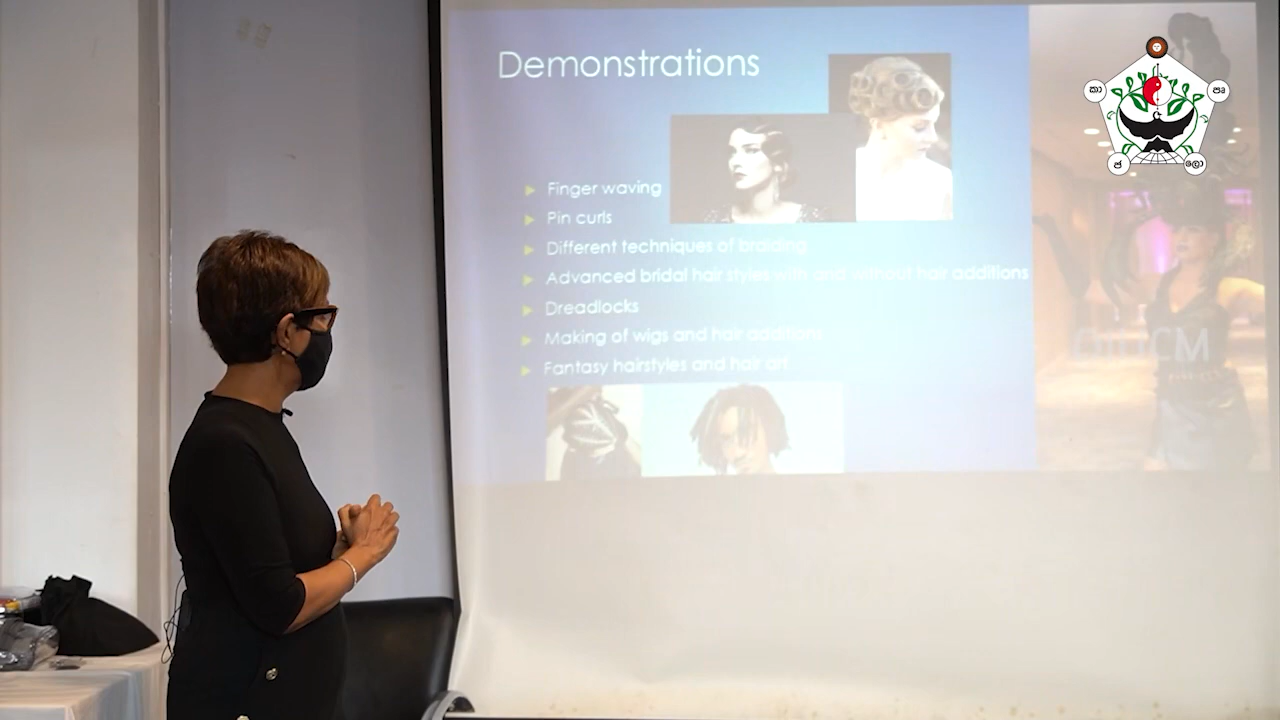 Demonstrations
Finger waving
Pin curls
Different techniques of braiding
Advanced bridal hair styles with and without hair additions
Dreadlocks
Making of wigs and hair additions
Fantasy hairstyles and hair art
කා
පෘ
ජ
ලො